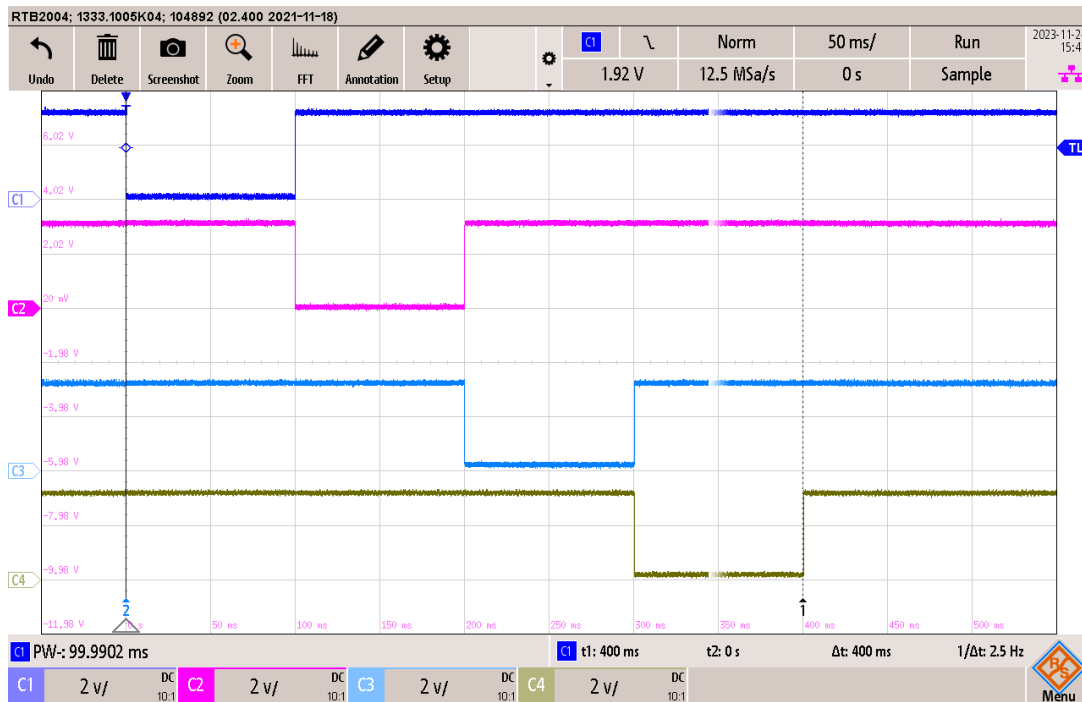 RTB2004; 1333.1005K04; 104892 (02.400 2021-11-18)
Undo Delete Screenshot Zoom FFT Annotation Setup
C1 Norm 50 ms/ Run
1.92 V 12.5 MSa/s 0 s Sample
2023-11-2
15:4
T
TL
6.02 V
4.02 V
C1
2.02 V
20 mV
C2
-1.98 V
-3.98 V
-5.98 V
C3
-7.98 V
-9.98 V
C4
2 1
-11.98 V 0 s 50 ms 100 ms 150 ms 200 ms 250 ms 300 ms 350 ms 400 ms 450 ms 500 ms
C1 PW-: 99.9902 ms C1 t1: 400 ms t2: 0 s Δt: 400 ms 1/Δt: 2.5 Hz
C1 2 V/ DC 10:1 C2 2 V/ DC 10:1 C3 2 V/ DC 10:1 C4 2 V/ DC 10:1
R S
Menu